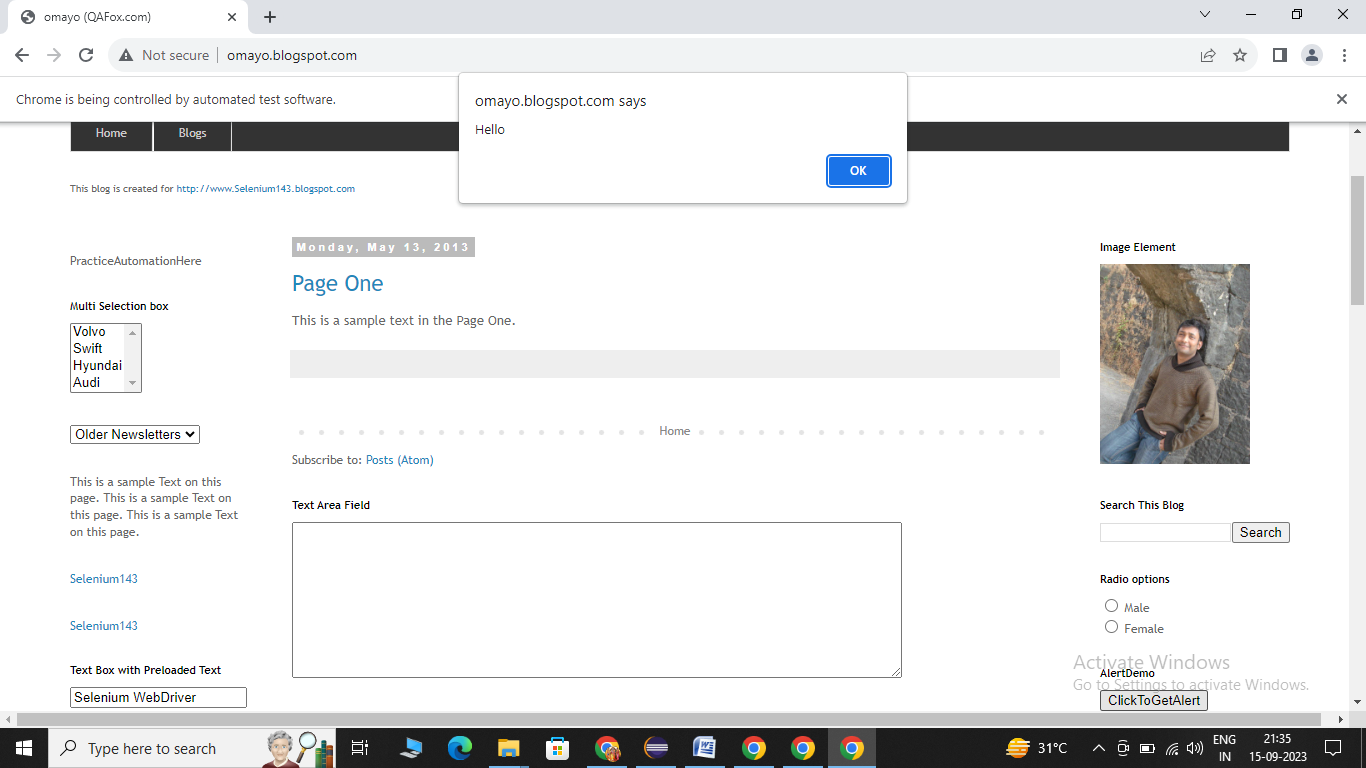 omayo (QAFox.com)
Not secure
omayo.blogspot.com
Chrome is being controlled by automated test software.
omayo.blogspot.com says
Hello
OK
Home
Blogs
This blog is created for http://www.Selenium143.blogspot.com
PracticeAutomationHere
Multi Selection box
Volvo
Swift
Hyundai
Audi
Older Newsletters
This is a sample Text on this
page. This is a sample Text on
this page. This is a sample Text
on this page.
Selenium143
Selenium143
Text Box with Preloaded Text
Selenium WebDriver
Monday, May 13, 2013
Page One
This is a sample text in the Page One.
Home
Subscribe to: Posts (Atom)
Text Area Field
Image Element
Search This Blog
Search
Radio options
Male
Female
AlertDemo
ClickToGetAlert
Activate Windows
Go to Settings to activate Windows.
Type here to search
31°C
ENG
IN
21:35
15-09-2023